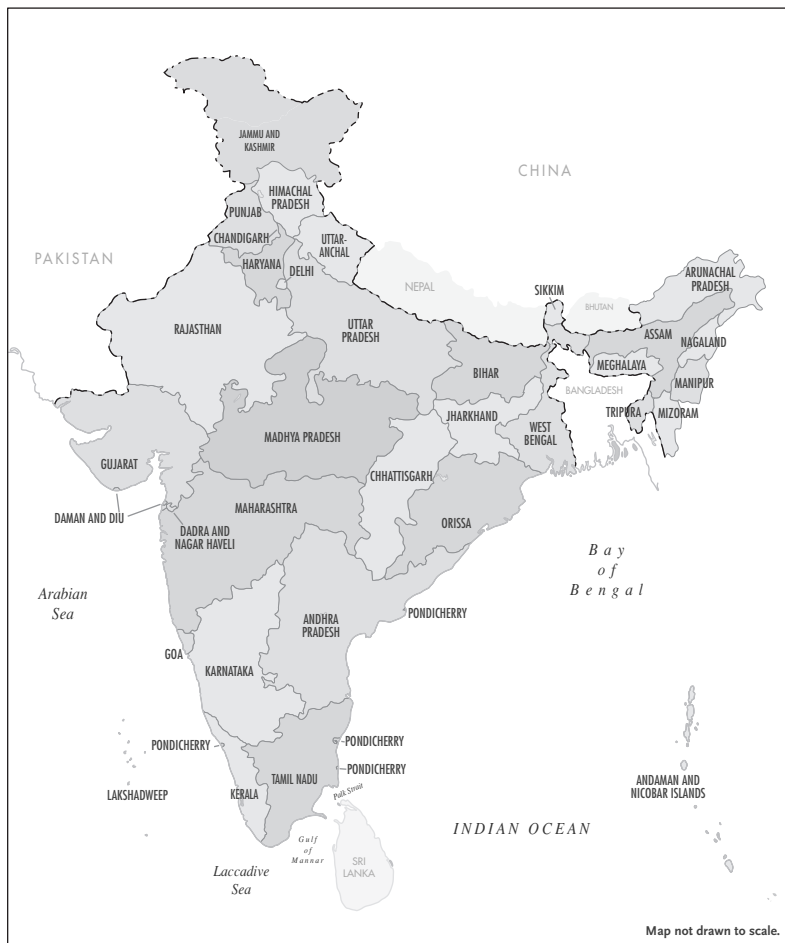 JAMMU AND
KASHMIR
CHINA
HIMACHAL
PRADESH
PUNJAB
CHANDIGARH
UTTAR-
ANCHAL
PAKISTAN
HARYANA
DELHI
ARUNACHAL
PRADESH
NEPAL
SIKKIM
BHUTAN
RAJASTHAN
UTTAR
PRADESH
ASSAM
NAGALAND
MEGHALAYA
BIHAR
MANIPUR
BANGLADESH
JHARKHAND
TRIPURA
MIZORAM
WEST
BENGAL
MADHYA PRADESH
GUJARAT
CHHATTISGARH
MAHARASHTRA
DAMAN AND DIU
ORISSA
DADRA AND
NAGAR HAVELI
Bay
of
Bengal
Arabian
Sea
PONDICHERRY
ANDHRA
PRADESH
GOA
KARNATAKA
PONDICHERRY
PONDICHERRY
PONDICHERRY
TAMIL NADU
ANDAMAN AND
NICOBAR ISLANDS
LAKSHADWEEP
KERALA
Palk Strait
INDIAN OCEAN
Gulf
of
Mannar
SRI
LANKA
Laccadive
Sea
Map not drawn to scale.